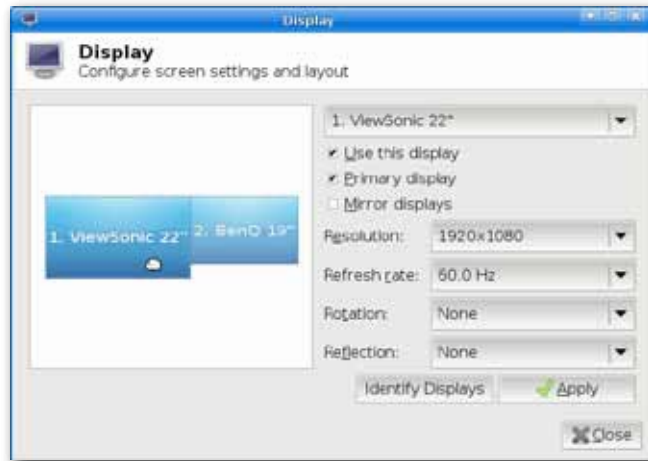 Display
Display
Configure screen settings and layout
1. ViewSonic 22"
Use this display
Primary display
Mirror displays
1. ViewSonic 22" 2. BenQ 19"
Resolution: 1920x1080
Refresh rate: 60.0 Hz
Rotation: None
Reflection: None
Identify Displays Apply
Close